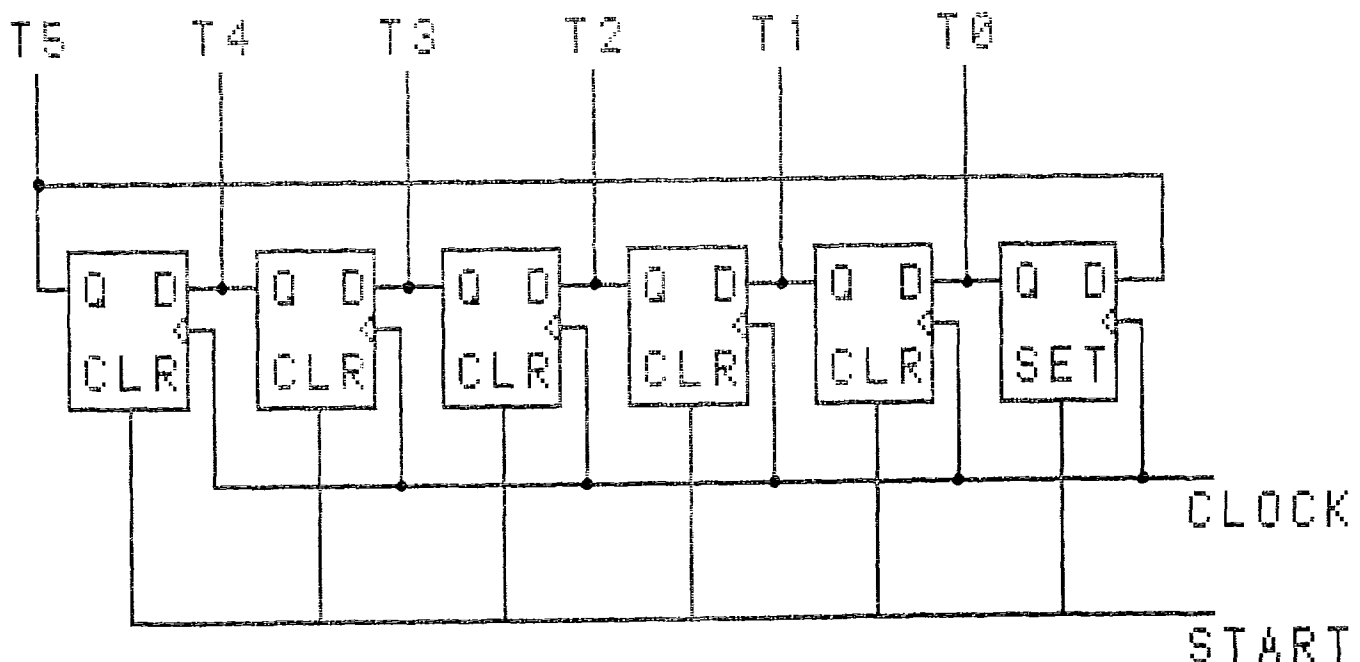 T5 T4 T3 T2 T1 T0
Q D Q D Q D Q D Q D Q D
CLR CLR CLR CLR CLR SET
CLOCK
START